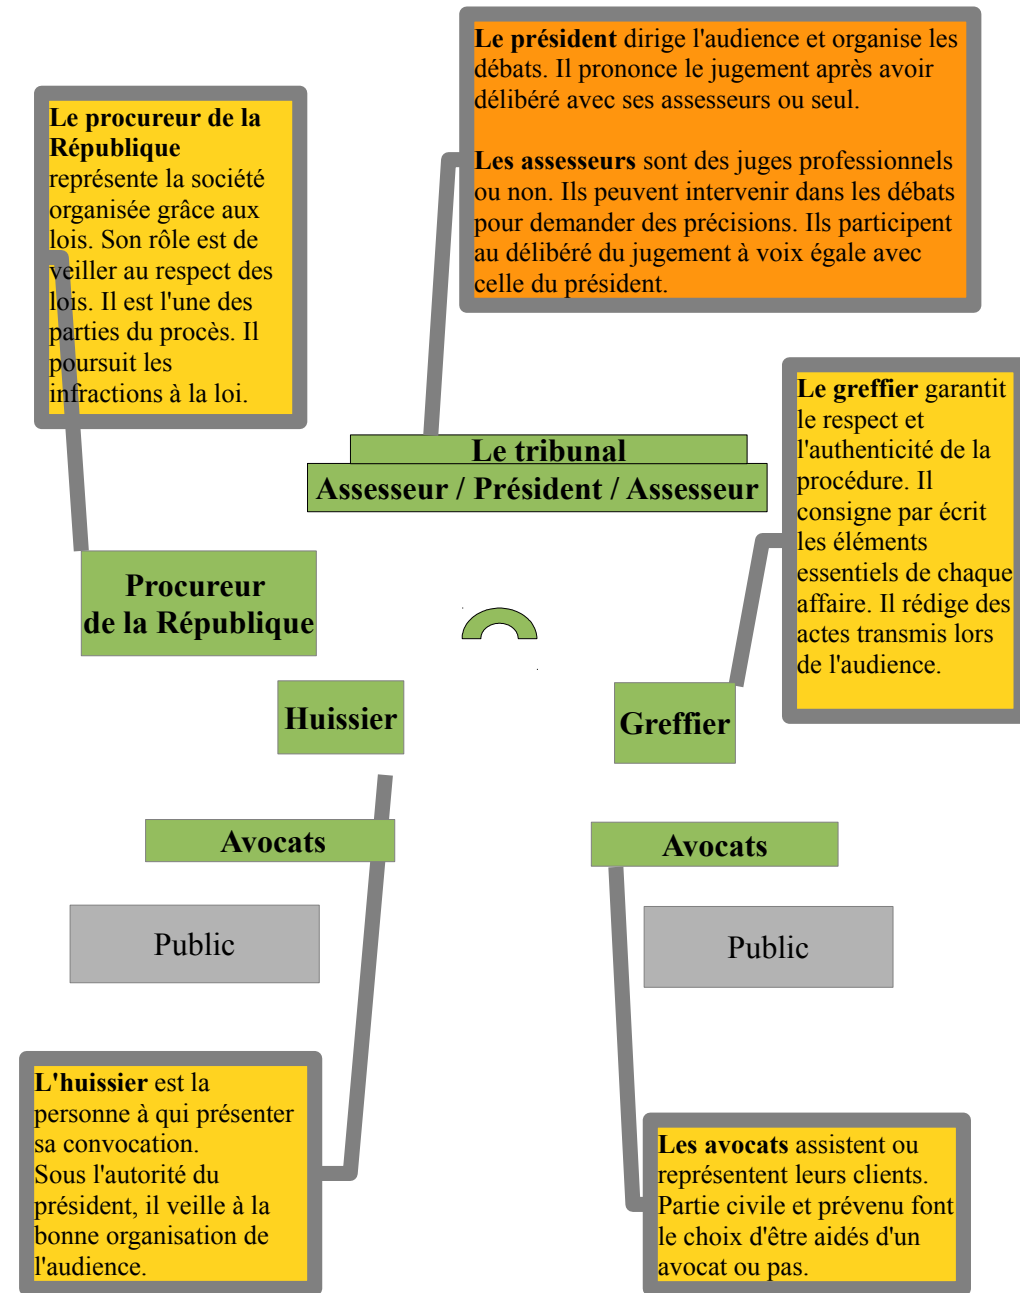 Le président dirige l'audience et organise les
débats. Il prononce le jugement après avoir
délibéré avec ses assesseurs ou seul.
Les assesseurs sont des juges professionnels
ou non. Ils peuvent intervenir dans les débats
pour demander des précisions. Ils participent
au délibéré du jugement à voix égale avec
celle du président.
Le procureur de la
République
représente la société
organisée grâce aux
lois. Son rôle est de
veiller au respect des
lois. Il est l'une des
parties du procès. Il
poursuit les
infractions à la loi.
Le greffier garantit
le respect et
l'authenticité de la
procédure. Il
consigne par écrit
les éléments
essentiels de chaque
affaire. Il rédige des
actes transmis lors
de l'audience.
Le tribunal
Assesseur / Président / Assesseur
Procureur
de la République
Huissier
Greffier
Avocats
Avocats
Public
Public
L'huissier est la
personne à qui présenter
sa convocation.
Sous l'autorité du
président, il veille à la
bonne organisation de
l'audience.
Les avocats assistent ou
représentent leurs clients.
Partie civile et prévenu font
le choix d'être aidés d'un
avocat ou pas.